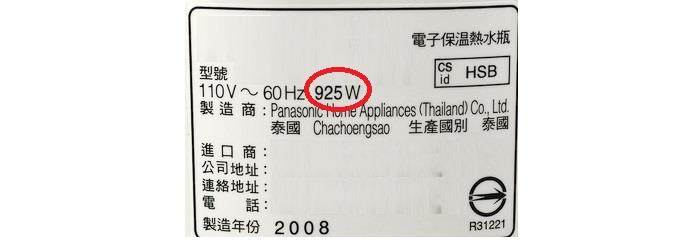 電子保溫熱水瓶
CS id HSB
型號
110V～60Hz 925W
製造商：Panasonic Home Appliances (Thailand) Co., Ltd.
泰國 Chachoengsao 生產國別 泰國
進口商：
公司地址：
連絡地址：
電話：
製造年份 2008
R31221